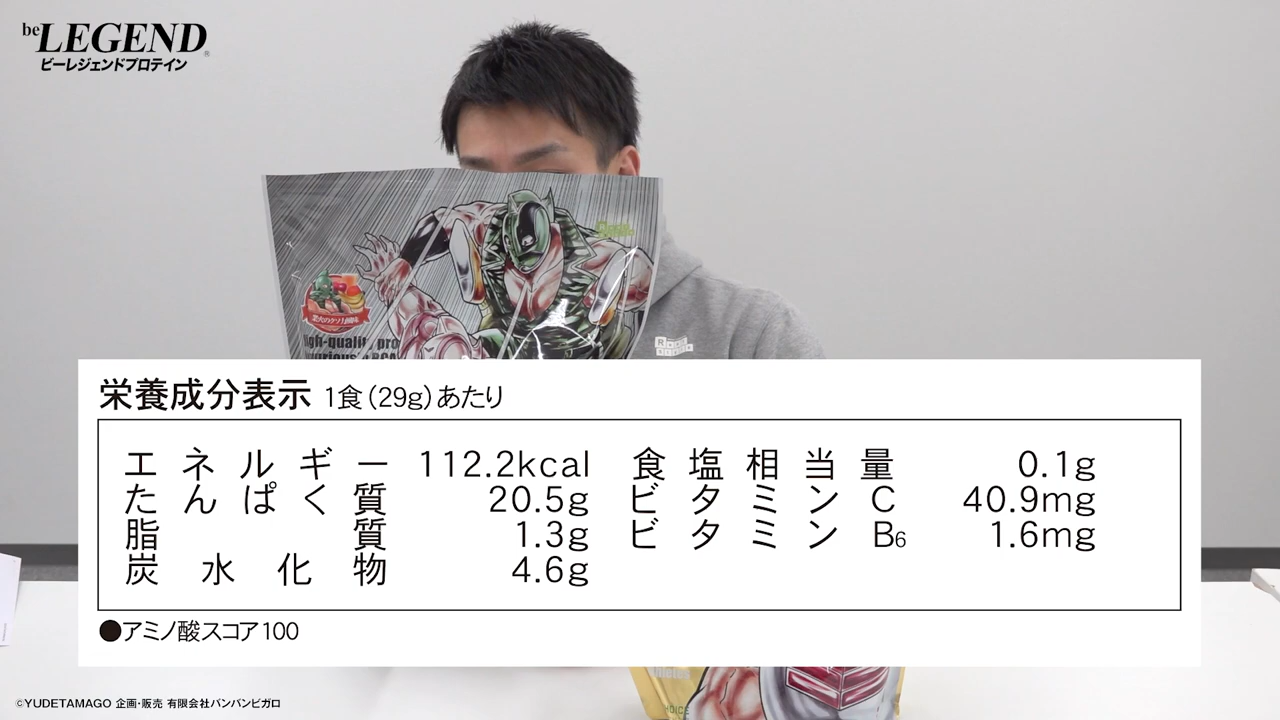 be LEGEND
ビーレジェンドプロテイン
栄養成分表示 1食(29g)あたり
エネルギー 112.2kcal 食塩相当量 0.1g
たんぱく質 20.5g ビタミンC 40.9mg
脂質 1.3g ビタミンB6 1.6mg
炭水化物 4.6g
●アミノ酸スコア100
©YUDETAMAGO 企画・販売 有限会社バンバンビガロ